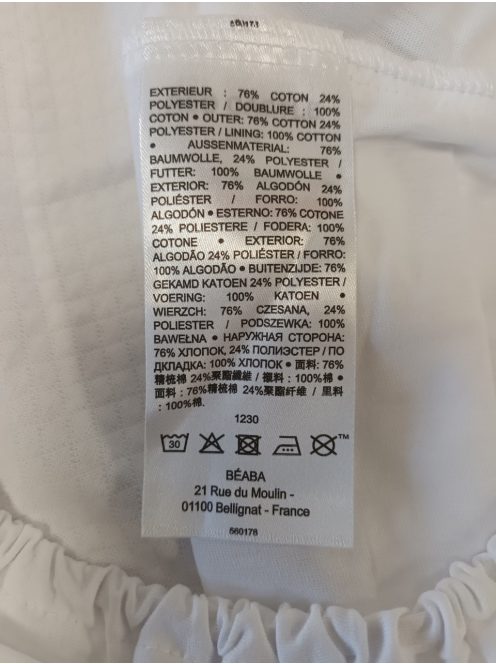 EXTERIEUR : 76% COTON 24%
POLYESTER / DOUBLURE : 100%
COTON • OUTER: 76% COTTON 24%
POLYESTER / LINING: 100% COTTON
• AUSSENMATERIAL: 76%
BAUMWOLLE, 24% POLYESTER /
FUTTER: 100% BAUMWOLLE •
EXTERIOR: 76% ALGODÓN 24%
POLIÉSTER / FORRO: 100%
ALGODÓN • ESTERNO: 76% COTONE
24% POLIESTERE / FODERA: 100%
COTONE • EXTERIOR: 76%
ALGODÃO 24% POLIÉSTER / FORRO:
100% ALGODÃO • BUITENZIJDE: 76%
GEKAMD KATOEN 24% POLYESTER /
VOERING: 100% KATOEN •
WIERZCH: 76% CZESANA, 24%
POLIESTER / PODSZEWKA: 100%
BAWEŁNA • НАРУЖНАЯ СТОРОНА:
76% ХЛОПОК, 24% ПОЛИЭСТЕР / ПО
ДКЛАДКА: 100% ХЛОПОК • 面料: 76%
精梳棉 24%聚酯纖維 / 襯料 : 100%棉 •
面料 : 76%精梳棉 24%聚酯纤维 / 里料
: 100%棉.
1230
30
TM
BÉABA
21 Rue du Moulin -
01100 Bellignat - France
560178